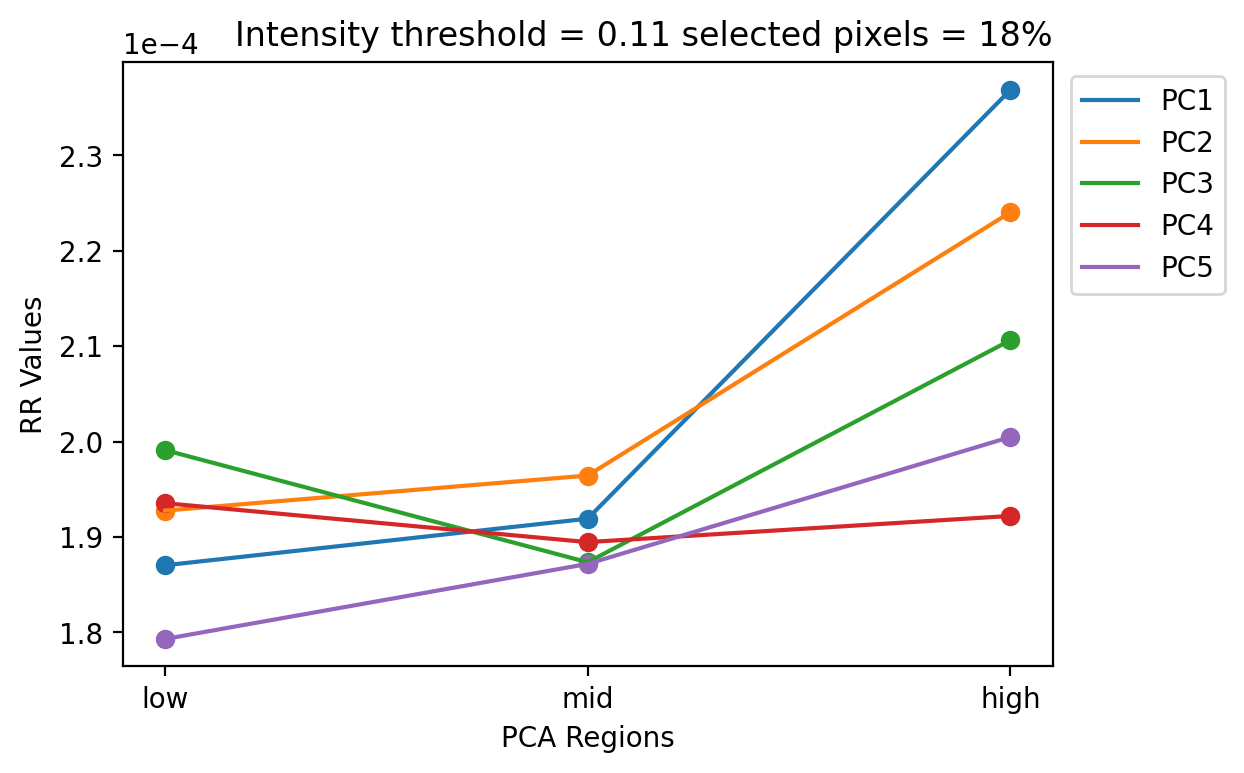 1e−4
Intensity threshold = 0.11 selected pixels = 18%
RR Values
2.3
2.2
2.1
2.0
1.9
1.8
low
mid
high
PCA Regions
PC1
PC2
PC3
PC4
PC5